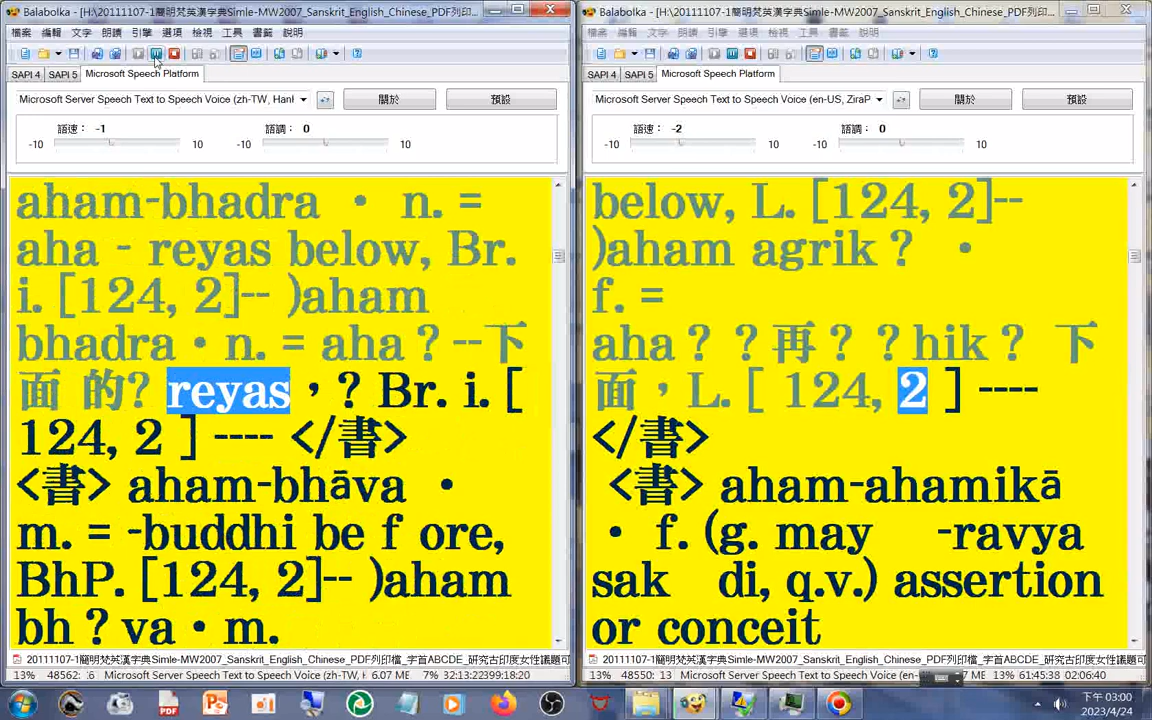 Balabolka - [H:\20111107-1簡明梵英漢字典Simle-MW2007_Sanskrit_English_Chinese_PDF列印...
檔案 編輯 文字 朗讀 引擎 選項 檢視 工具 書籤 說明
SAPI 4 SAPI 5 Microsoft Speech Platform
Microsoft Server Speech Text to Speech Voice (zh-TW, Han 關於 預設
語速： -1 語調： 0
-10 10 -10 10
aham-bhadra • n. =
aha - reyas below, Br.
i. [124, 2]-- )aham
bhadra • n. = aha ? --下
面 的? reyas , ? Br. i. [
124, 2 ] ---- </書>
<書> aham-bhāva •
m. = -buddhi be f ore,
BhP. [124, 2]-- )aham
bh ? va • m.
20111107-1簡明梵英漢字典Simle-MW2007_Sanskrit_English_Chinese_PDF列印檔_字首ABCDE_研究古印度女性議題可
13% 48562: Microsoft Server Speech Text to Speech Voice (zh-TW, 6.07 MB 7% 32:13:22399:18:20
Balabolka - [H:\20111107-1簡明梵英漢字典Simle-MW2007_Sanskrit_English_Chinese_PDF列印...
檔案 編輯 文字 朗讀 引擎 選項 檢視 工具 書籤 說明
SAPI 4 SAPI 5 Microsoft Speech Platform
Microsoft Server Speech Text to Speech Voice (en-US, ZiraP 關於 預設
語速： -2 語調： 0
-10 10 -10 10
below, L. [124, 2]--
)aham agrik ? •
f. =
aha ? ? 再 ? ? hik ? 下
面 , L. [ 124, 2 ] ----
</書>
<書> aham-ahamikā
• f. (g. may -ravya
sak di, q.v.) assertion
or conceit
20111107-1簡明梵英漢字典Simle-MW2007_Sanskrit_English_Chinese_PDF列印檔_字首ABCDE_研究古印度女性議題可
13% 48550: 13 Microsoft Server Speech Text to Speech Voice (en- 13% 61:45:38 02:06:40
下午 03:00
2023/4/24